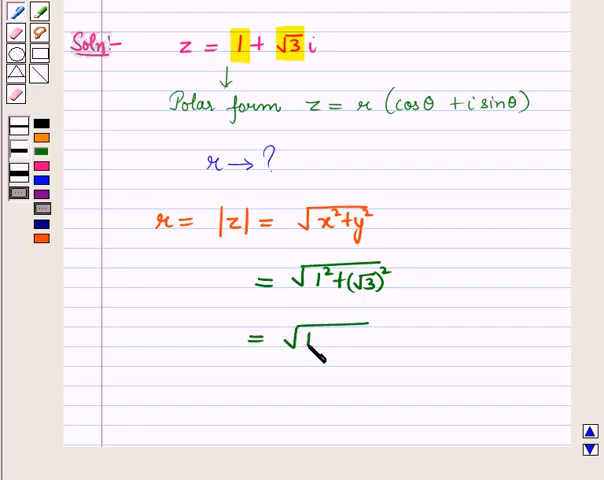 Soln:- z = 1 + √3 i
↓
Polar form z = r (cosθ + i sinθ)
r → ?
r = |z| = √x²+y²
= √1²+(√3)²
= √1